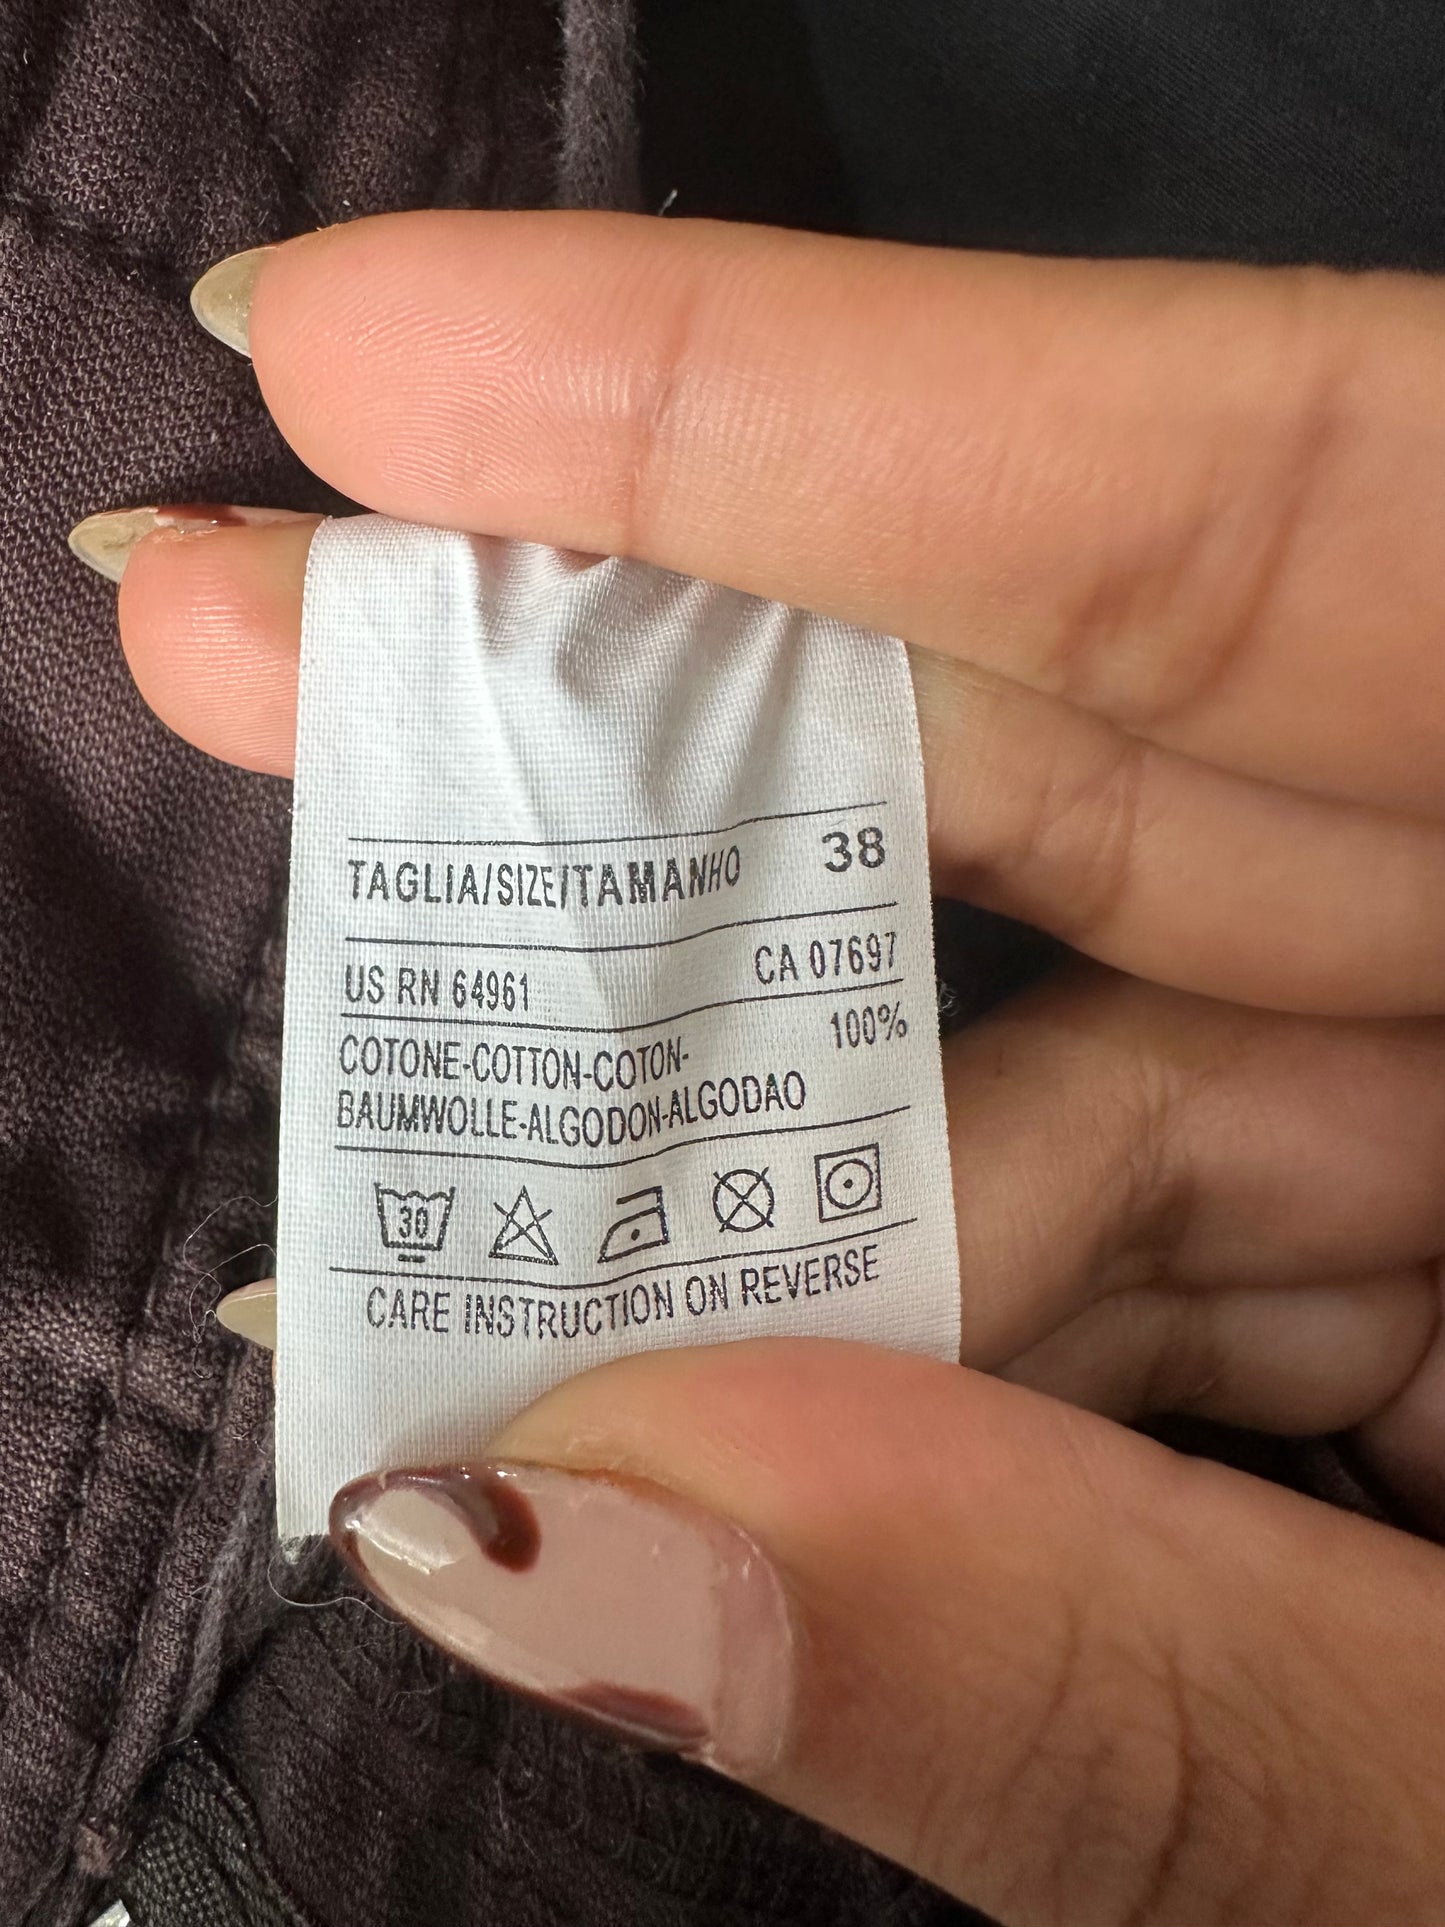 TAGLIA/SIZE/TAMANHO 38
US RN 64961 CA 07697
COTONE-COTTON-COTON- 100%
BAUMWOLLE-ALGODON-ALGODAO
30
CARE INSTRUCTION ON REVERSE